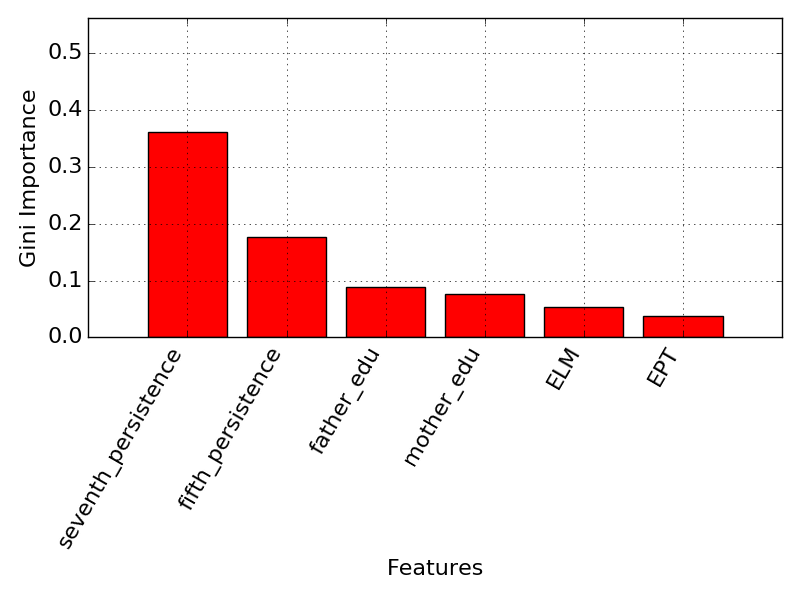 0.5
0.4
0.3
0.2
0.1
0.0
Gini Importance
seventh_persistence
fifth_persistence
father_edu
mother_edu
ELM
EPT
Features